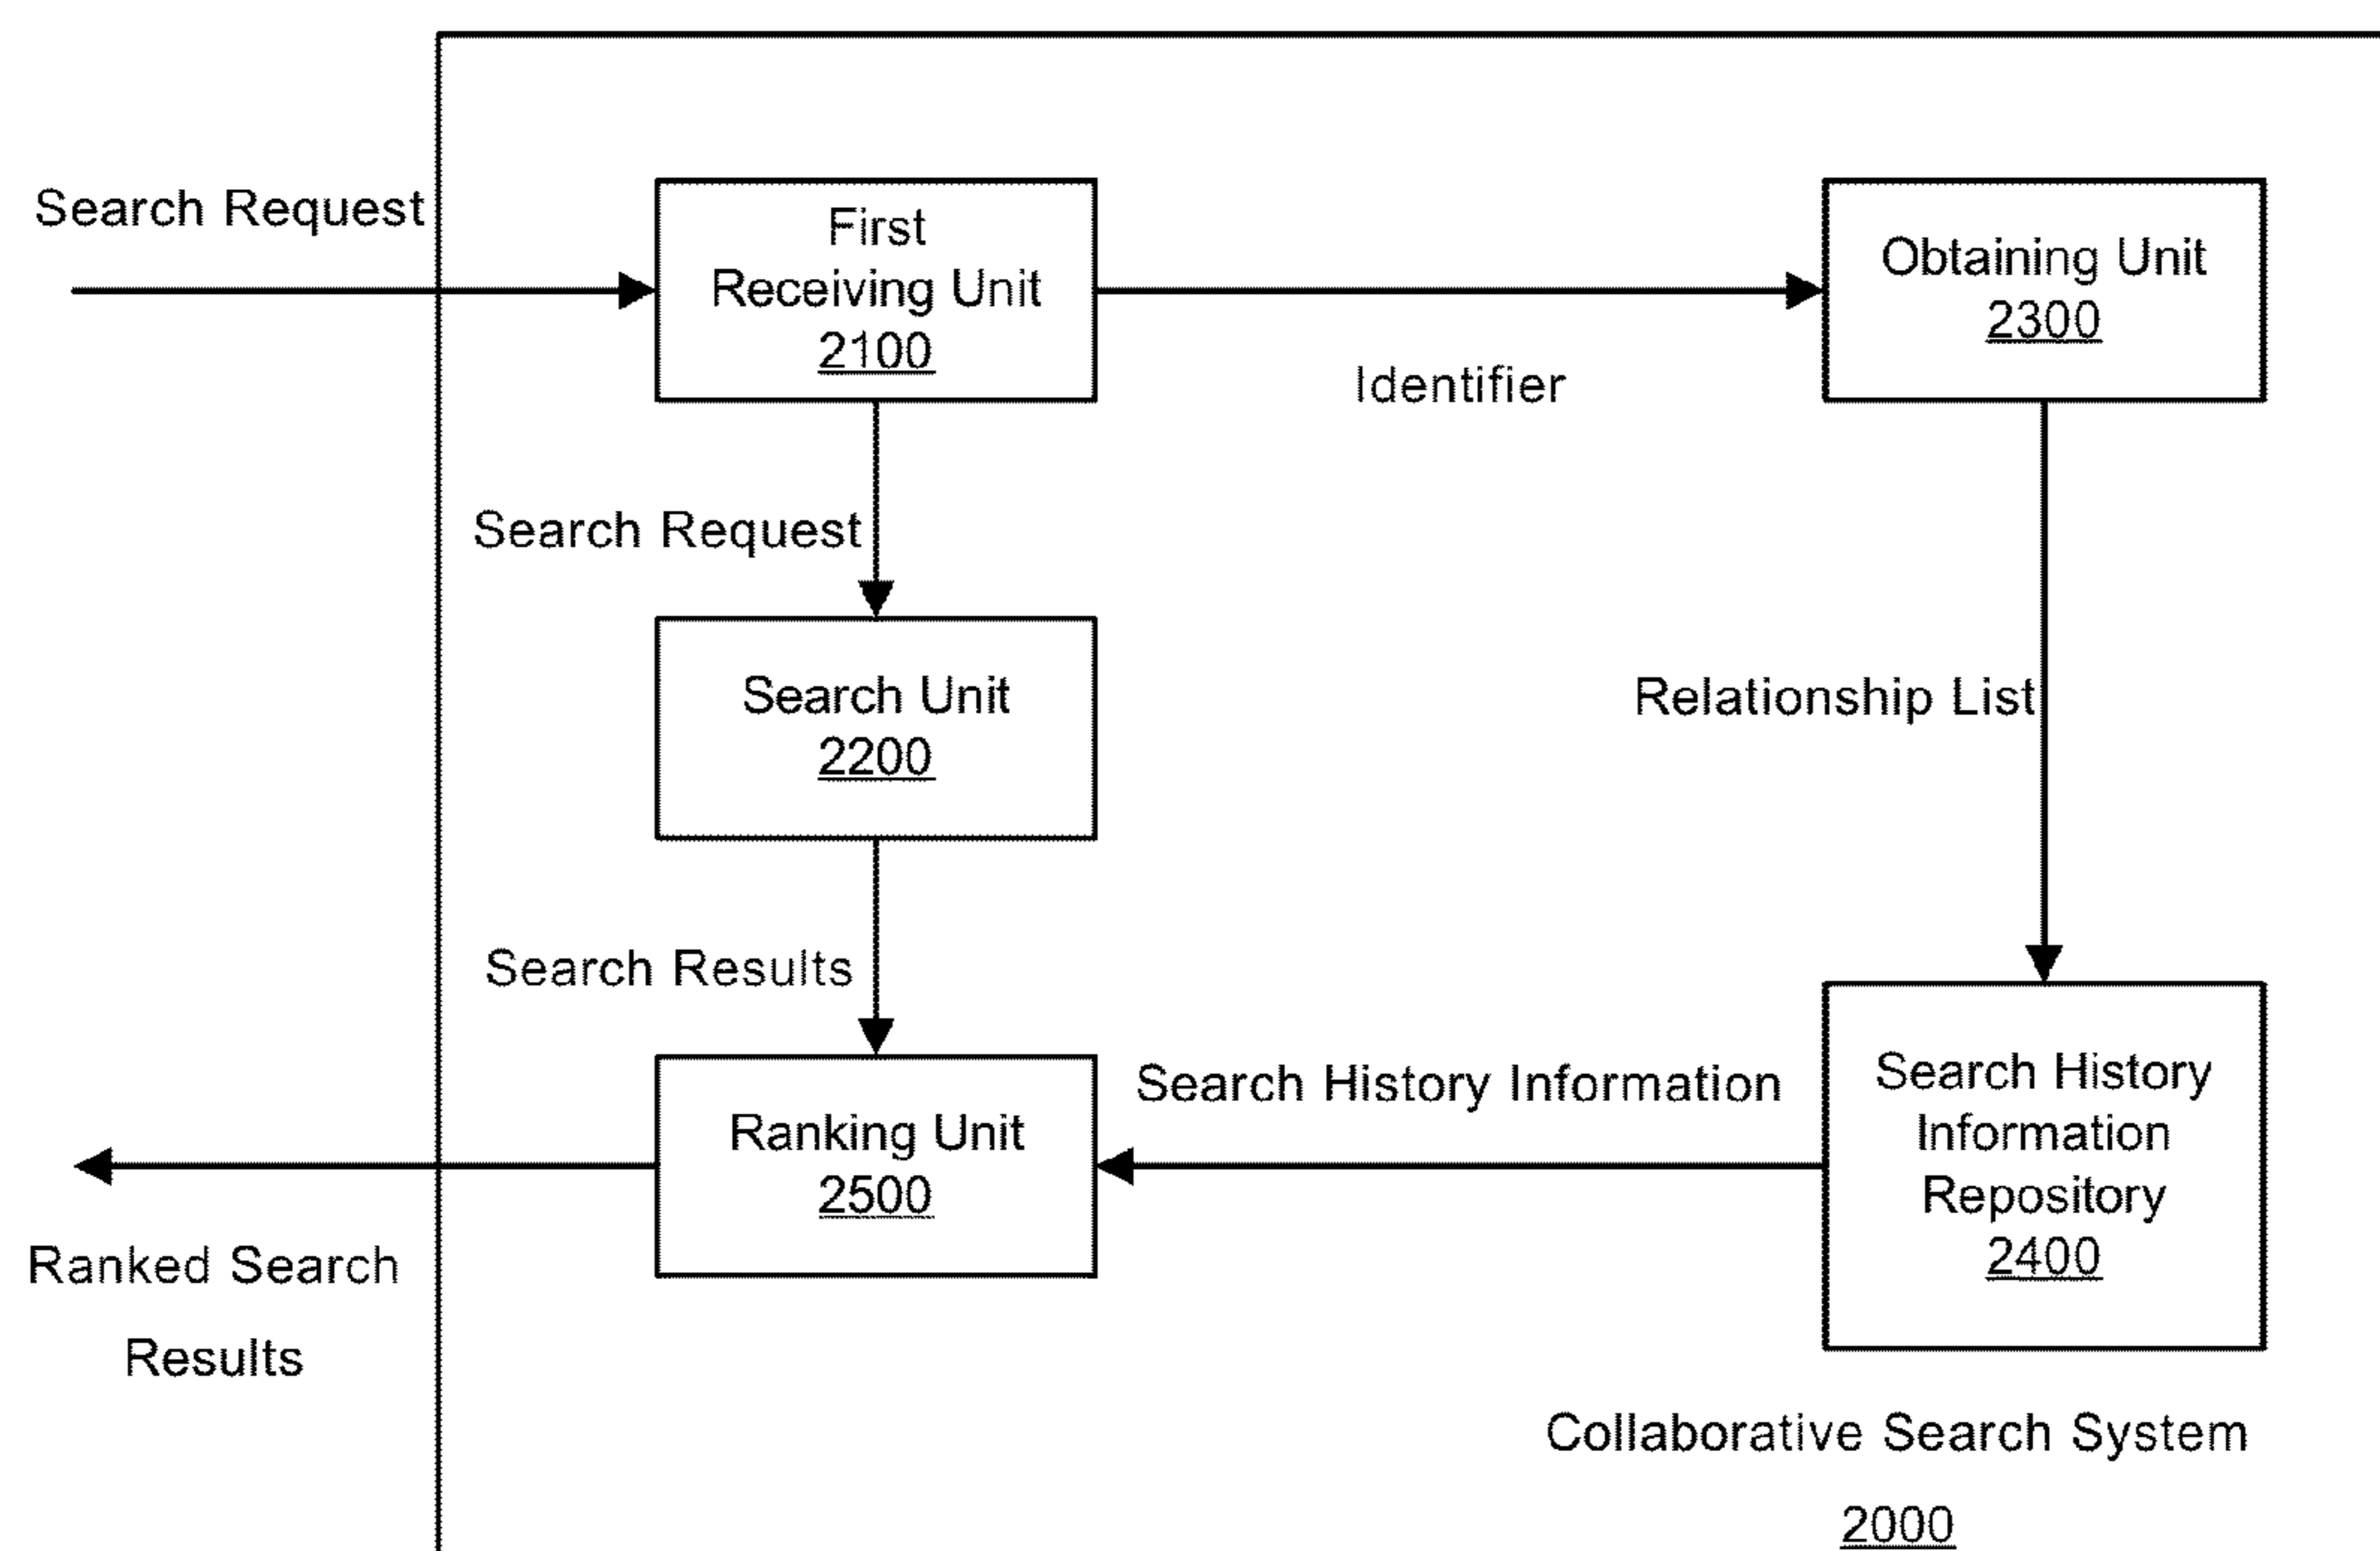 Search Request
First
Receiving Unit
2100
Identifier
Obtaining Unit
2300
Search Request
Search Unit
2200
Relationship List
Search Results
Ranking Unit
2500
Search History Information
Search History
Information
Repository
2400
Ranked Search
Results
Collaborative Search System
2000